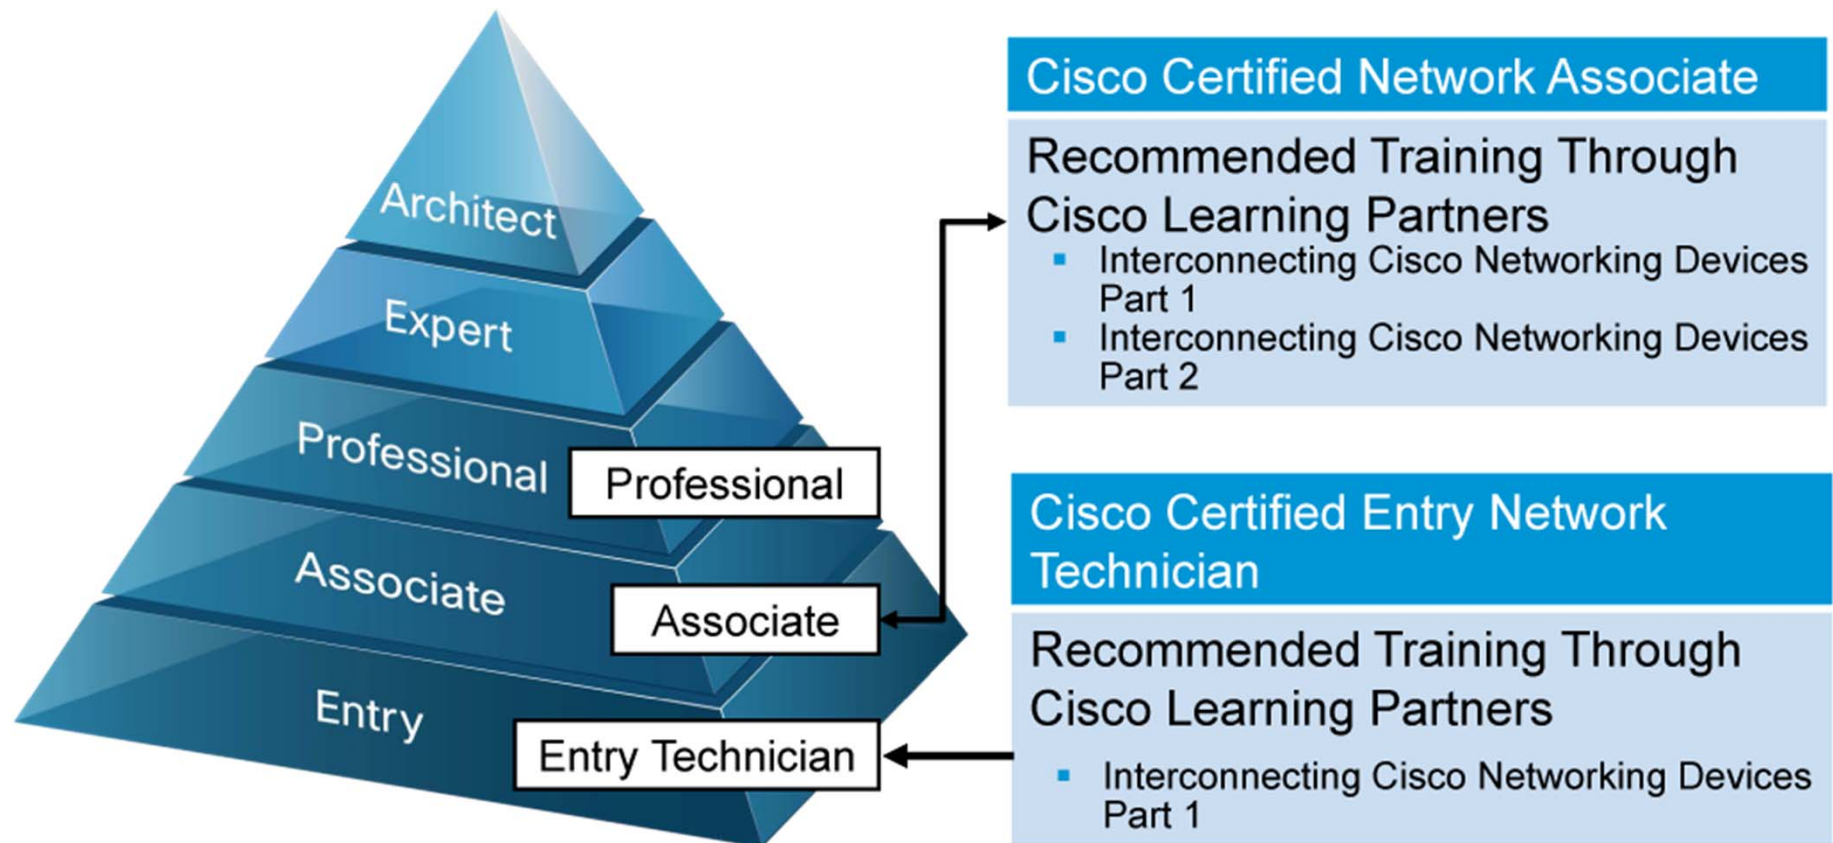 Architect
Expert
Professional
Professional
Associate
Associate
Entry
Entry Technician
Cisco Certified Network Associate
Recommended Training Through
Cisco Learning Partners
▪ Interconnecting Cisco Networking Devices
Part 1
▪ Interconnecting Cisco Networking Devices
Part 2
Cisco Certified Entry Network
Technician
Recommended Training Through
Cisco Learning Partners
▪ Interconnecting Cisco Networking Devices
Part 1